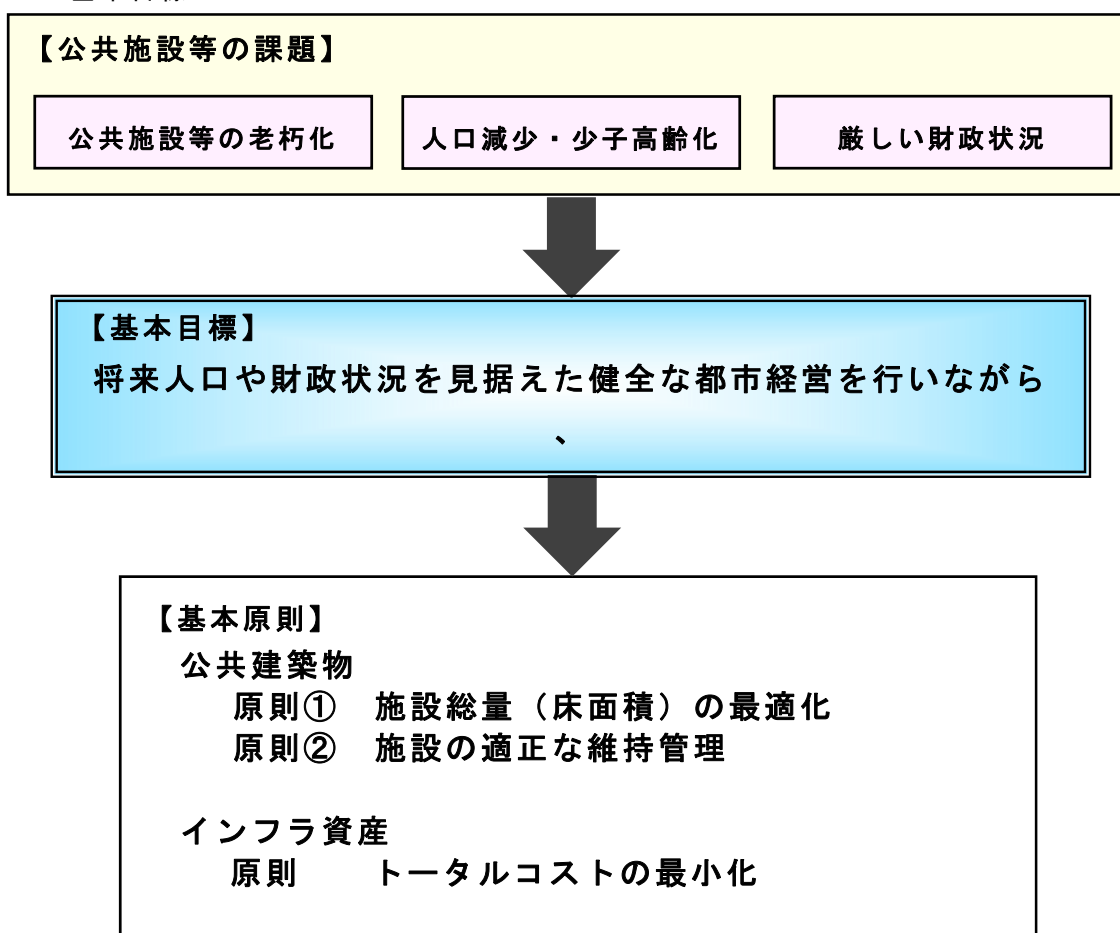 【公共施設等の課題】
公共施設等の老朽化
人口減少・少子高齢化
厳しい財政状況
【基本目標】
将来人口や財政状況を見据えた健全な都市経営を行いながら
、
【基本原則】
公共建築物
原則① 施設総量（床面積）の最適化
原則② 施設の適正な維持管理
インフラ資産
原則 トータルコストの最小化